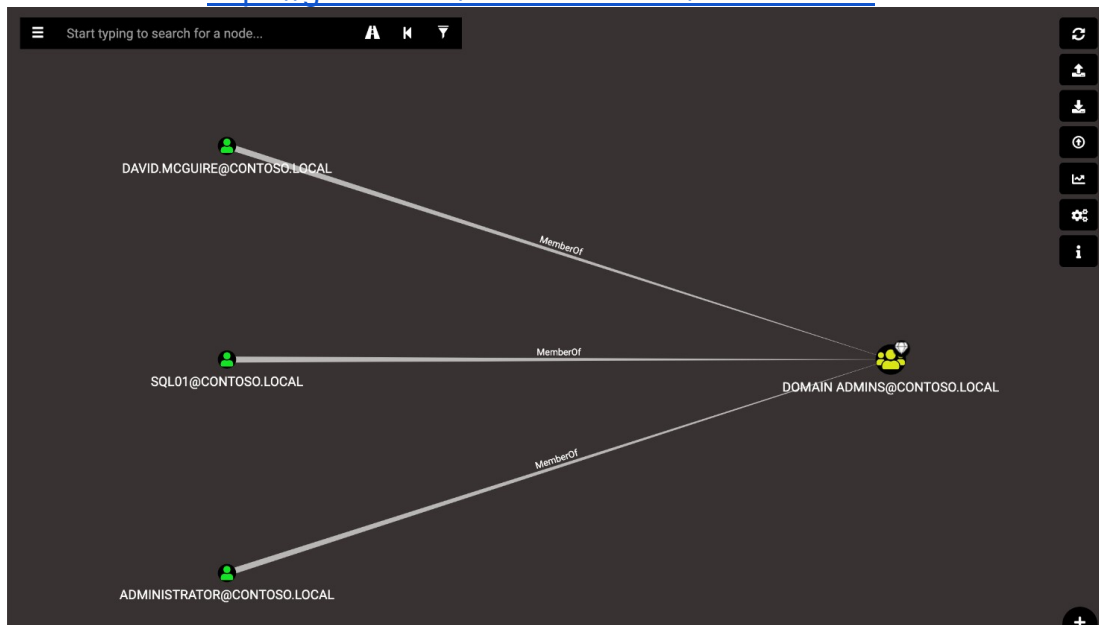 Start typing to search for a node...
DAVID.MCGUIRE@CONTOSO.LOCAL
MemberOf
MemberOf
SQL01@CONTOSO.LOCAL
DOMAIN ADMINS@CONTOSO.LOCAL
MemberOf
ADMINISTRATOR@CONTOSO.LOCAL